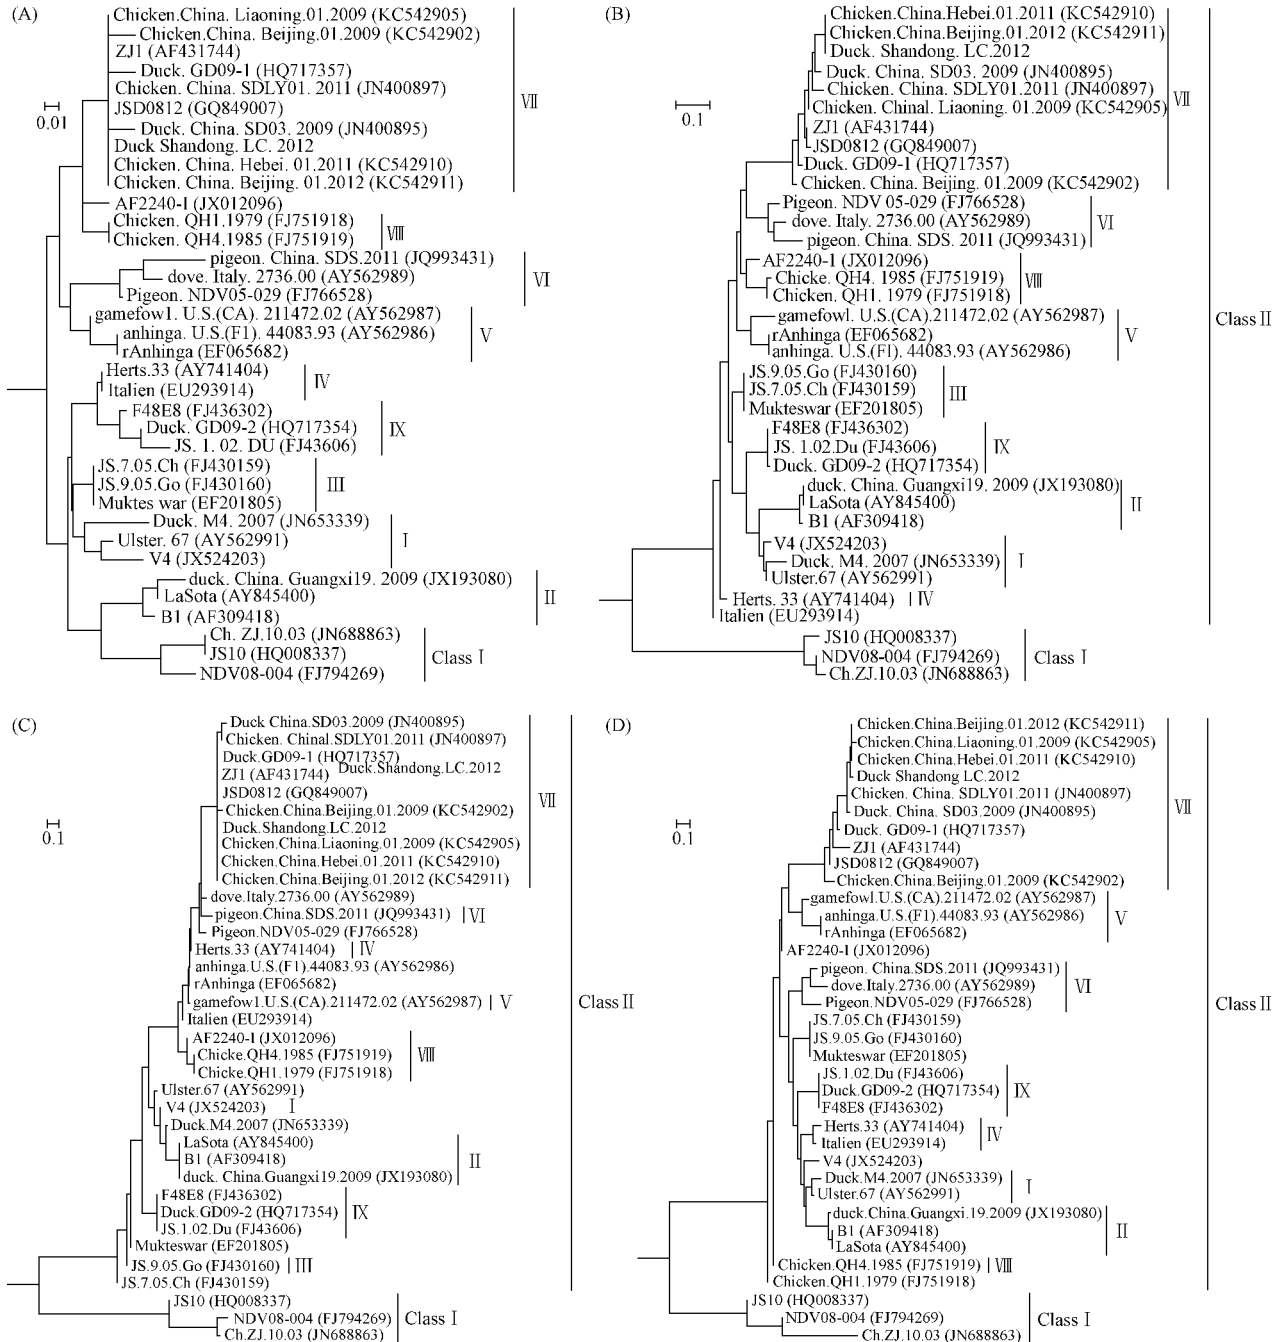 (A)
Chicken.China. Liaoning.01.2009 (KC542905)
Chicken.China. Beijing.01.2009 (KC542902)
ZJ1 (AF431744)
Duck. GD09-1 (HQ717357)
Chicken.China. SDLY01. 2011 (JN400897)
JSD0812 (GQ849007)
Duck. China. SD03. 2009 (JN400895)
Duck Shandong. LC. 2012
Chicken. China. Hebei. 01.2011 (KC542910)
Chicken. China. Beijing. 01.2012 (KC542911)
Ⅶ
0.01
AF2240-I (JX012096)
Chicken. QH1.1979 (FJ751918)
Chicken. QH4.1985 (FJ751919)
Ⅷ
pigeon. China. SDS.2011 (JQ993431)
dove. Italy. 2736.00 (AY562989)
Pigeon. NDV05-029 (FJ766528)
Ⅵ
gamefowl. U.S.(CA). 211472.02 (AY562987)
anhinga. U.S.(F1). 44083.93 (AY562986)
rAnhinga (EF065682)
Ⅴ
Herts.33 (AY741404)
Italien (EU293914)
Ⅳ
F48E8 (FJ436302)
Duck. GD09-2 (HQ717354)
JS. 1. 02. DU (FJ43606)
Ⅸ
JS.7.05.Ch (FJ430159)
JS.9.05.Go (FJ430160)
Muktes war (EF201805)
Ⅲ
Duck. M4. 2007 (JN653339)
Ulster. 67 (AY562991)
V4 (JX524203)
Ⅰ
duck. China. Guangxi19. 2009 (JX193080)
LaSota (AY845400)
B1 (AF309418)
Ⅱ
Ch. ZJ.10.03 (JN688863)
JS10 (HQ008337)
NDV08-004 (FJ794269)
Class Ⅰ
(B)
Chicken.China.Hebei.01.2011 (KC542910)
Chicken.China.Beijing.01.2012 (KC542911)
Duck. Shandong. LC.2012
Duck. China. SD03. 2009 (JN400895)
Chicken. China. SDLY01.2011 (JN400897)
Chicken. Chinal. Liaoning. 01.2009 (KC542905)
ZJ1 (AF431744)
JSD0812 (GQ849007)
Duck. GD09-1 (HQ717357)
Chicken. China. Beijing. 01.2009 (KC542902)
Ⅶ
0.1
Pigeon. NDV 05-029 (FJ766528)
dove. Italy. 2736.00 (AY562989)
pigeon. China. SDS. 2011 (JQ993431)
Ⅵ
AF2240-I (JX012096)
Chicke. QH4. 1985 (FJ751919)
Chicken. QH1. 1979 (FJ751918)
Ⅷ
gamefowl. U.S.(CA).211472.02 (AY562987)
rAnhinga (EF065682)
anhinga. U.S.(FI). 44083.93 (AY562986)
Ⅴ
JS.9.05.Go (FJ430160)
JS.7.05.Ch (FJ430159)
Mukteswar (EF201805)
Ⅲ
F48E8 (FJ436302)
JS. 1.02.Du (FJ43606)
Duck. GD09-2 (HQ717354)
Ⅸ
duck. China. Guangxi19. 2009 (JX193080)
LaSota (AY845400)
B1 (AF309418)
Ⅱ
V4 (JX524203)
Duck. M4. 2007 (JN653339)
Ulster.67 (AY562991)
Ⅰ
Herts. 33 (AY741404)
Ⅳ
Italien (EU293914)
Class Ⅱ
JS10 (HQ008337)
NDV08-004 (FJ794269)
Ch.ZJ.10.03 (JN688863)
Class Ⅰ
(C)
Duck China.SD03.2009 (JN400895)
Chicken. Chinal.SDLY01.2011 (JN400897)
Duck.GD09-1 (HQ717357)
ZJ1 (AF431744)
Duck.Shandong.LC.2012
JSD0812 (GQ849007)
Chicken.China.Beijing.01.2009 (KC542902)
Duck.Shandong.LC.2012
Chicken.China.Liaoning.01.2009 (KC542905)
Chicken.China.Hebei.01.2011 (KC542910)
Chicken.China.Beijing.01.2012 (KC542911)
Ⅶ
0.1
dove.Italy.2736.00 (AY562989)
pigeon.China.SDS.2011 (JQ993431)
Ⅵ
Pigeon.NDV05-029 (FJ766528)
Herts.33 (AY741404)
Ⅳ
anhinga.U.S.(F1).44083.93 (AY562986)
rAnhinga (EF065682)
gamefowl.U.S.(CA).211472.02 (AY562987)
Ⅴ
Italien (EU293914)
AF2240-I (JX012096)
Chicke.QH4.1985 (FJ751919)
Chicke.QH1.1979 (FJ751918)
Ⅷ
Ulster.67 (AY562991)
V4 (JX524203)
Ⅰ
Duck.M4.2007 (JN653339)
LaSota (AY845400)
B1 (AF309418)
duck. China.Guangxi19.2009 (JX193080)
Ⅱ
F48E8 (FJ436302)
Duck.GD09-2 (HQ717354)
JS.1.02.Du (FJ43606)
Ⅸ
Mukteswar (EF201805)
JS.9.05.Go (FJ430160)
Ⅲ
JS.7.05.Ch (FJ430159)
Class Ⅱ
JS10 (HQ008337)
NDV08-004 (FJ794269)
Ch.ZJ.10.03 (JN688863)
Class Ⅰ
(D)
Chicken.China.Beijing.01.2012 (KC542911)
Chicken.China.Liaoning.01.2009 (KC542905)
Chicken.China.Hebei.01.2011 (KC542910)
Duck Shandong LC.2012
Chicken. China. SDLY01.2011 (JN400897)
Duck. China. SD03.2009 (JN400895)
Duck. GD09-1 (HQ717357)
ZJ1 (AF431744)
JSD0812 (GQ849007)
Chicken.China.Beijing.01.2009 (KC542902)
Ⅶ
0.1
gamefowl.U.S.(CA).211472.02 (AY562987)
anhinga.U.S.(F1).44083.93 (AY562986)
rAnhinga (EF065682)
Ⅴ
AF2240-I (JX012096)
pigeon. China.SDS.2011 (JQ993431)
dove.Italy.2736.00 (AY562989)
Pigeon.NDV05-029 (FJ766528)
Ⅵ
JS.7.05.Ch (FJ430159)
JS.9.05.Go (FJ430160)
Mukteswar (EF201805)
JS.1.02.Du (FJ43606)
Duck.GD09-2 (HQ717354)
F48E8 (FJ436302)
Ⅸ
Herts.33 (AY741404)
Italien (EU293914)
Ⅳ
V4 (JX524203)
Duck.M4.2007 (JN653339)
Ulster.67 (AY562991)
Ⅰ
duck.China.Guangxi.19.2009 (JX193080)
B1 (AF309418)
LaSota (AY845400)
Ⅱ
Chicken.QH4.1985 (FJ751919)
Ⅷ
Chicken.QH1.1979 (FJ751918)
Class Ⅱ
JS10 (HQ008337)
NDV08-004 (FJ794269)
Ch.ZJ.10.03 (JN688863)
Class Ⅰ